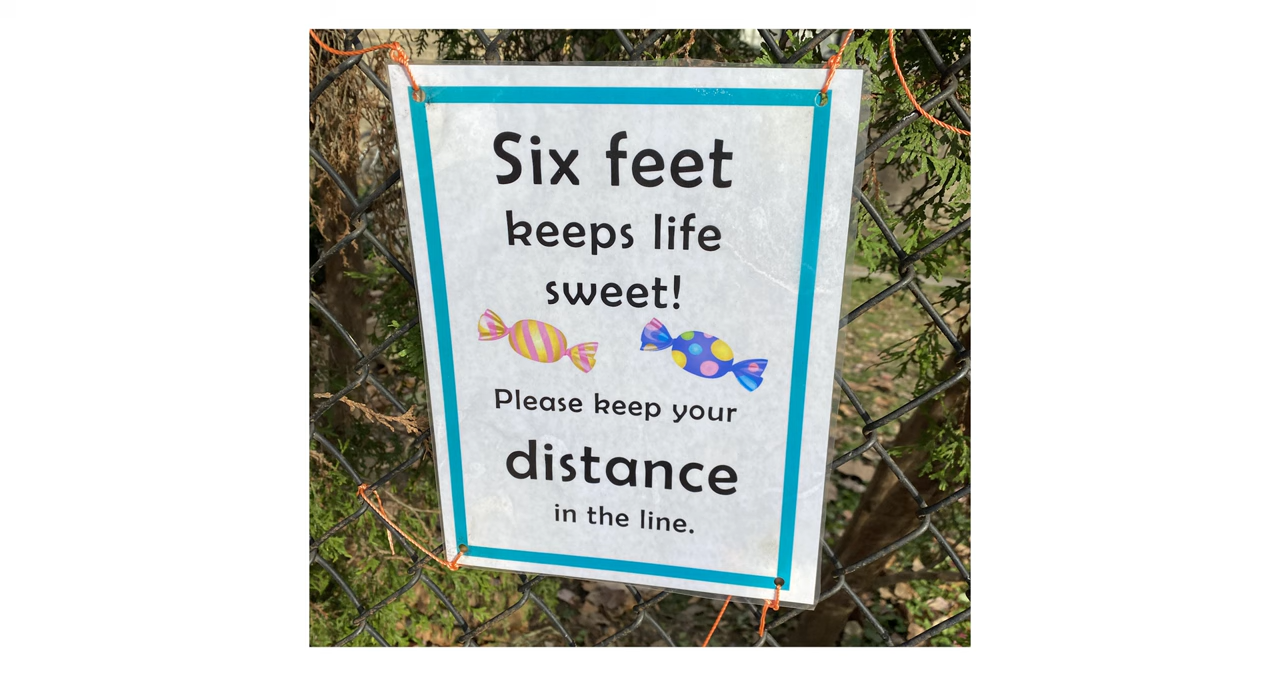 Six feet
keeps life
sweet!
Please keep your
distance
in the line.